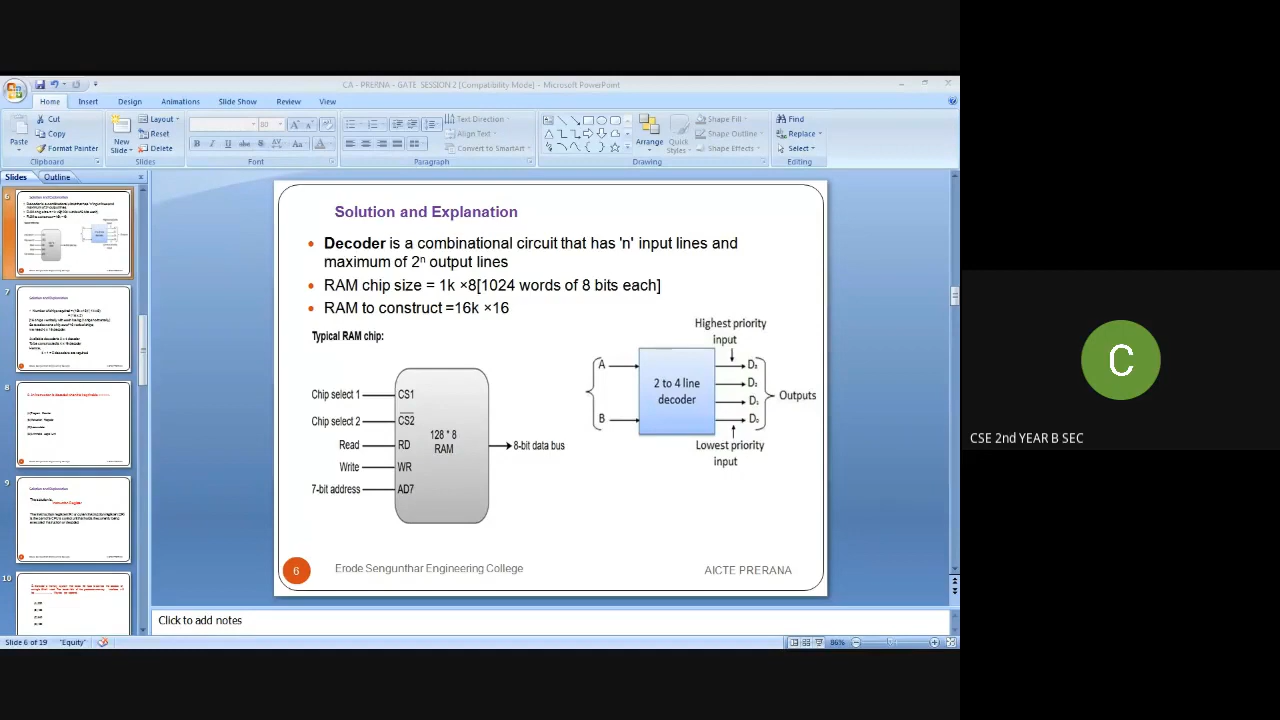 CA - PRERNA - GATE SESSION 2 [Compatibility Mode] - Microsoft PowerPoint
Home Insert Design Animations Slide Show Review View
Paste
Cut
Copy
Format Painter
Clipboard
New Slide
Layout
Reset
Delete
Slides
Font
Text Direction
Align Text
Convert to SmartArt
Paragraph
Arrange
Quick Styles
Shape Fill
Shape Outline
Shape Effects
Drawing
Find
Replace
Select
Editing
Slides Outline
6
7
8
9
10
Solution and Explanation
Decoder is a combinational circuit that has 'n' input lines and
maximum of 2ⁿ output lines
RAM chip size = 1k ×8[1024 words of 8 bits each]
RAM to construct =16k ×16
Typical RAM chip:
Chip select 1 CS1
Chip select 2 C̅S̅2̅
Read RD
Write WR
7-bit address AD7
128 * 8
RAM
8-bit data bus
Highest priority
input
A
B
2 to 4 line
decoder
D₃
D₂
D₁
D₀
Outputs
Lowest priority
input
6
Erode Sengunthar Engineering College
AICTE PRERANA
Click to add notes
Slide 6 of 19 "Equity" 86%
C
CSE 2nd YEAR B SEC